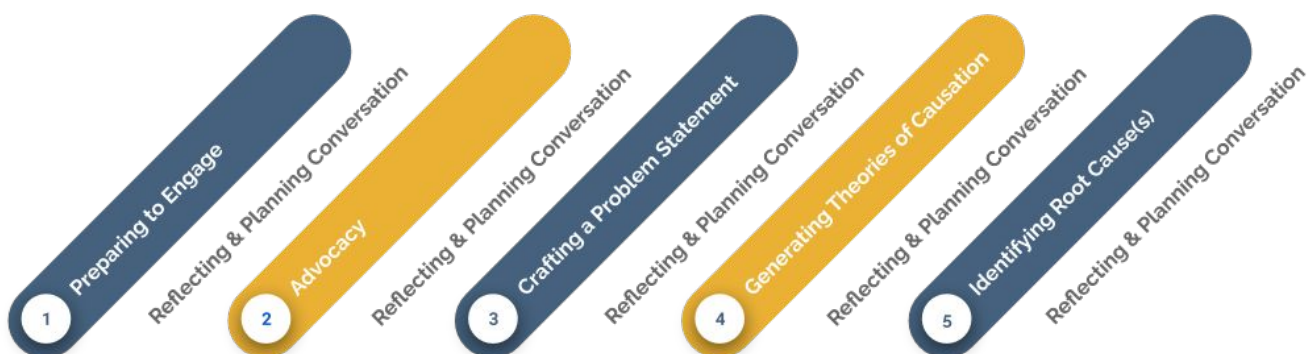 1
Preparing to Engage
Reflecting & Planning Conversation
2
Advocacy
Reflecting & Planning Conversation
3
Crafting a Problem Statement
Reflecting & Planning Conversation
4
Generating Theories of Causation
Reflecting & Planning Conversation
5
Identifying Root Cause(s)
Reflecting & Planning Conversation